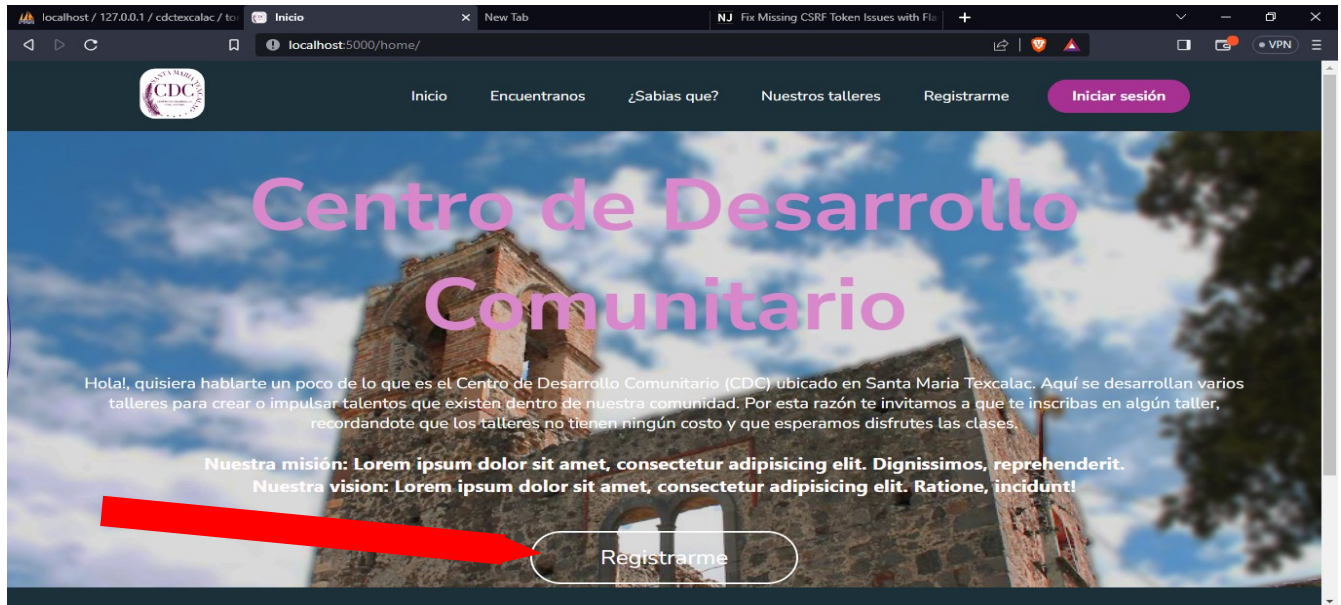 localhost / 127.0.0.1 / cdctexcalac / to
Inicio
New Tab
NJ Fix Missing CSRF Token Issues with Fla
localhost:5000/home/
VPN
SANTA MARIA TEXCALAC
CDC
Inicio
Encuentranos
¿Sabias que?
Nuestros talleres
Registrarme
Iniciar sesión
Centro de Desarrollo
Comunitario
Hola!, quisiera hablarte un poco de lo que es el Centro de Desarrollo Comunitario (CDC) ubicado en Santa Maria Texcalac. Aquí se desarrollan varios
talleres para crear o impulsar talentos que existen dentro de nuestra comunidad. Por esta razón te invitamos a que te inscribas en algún taller,
recordandote que los talleres no tienen ningún costo y que esperamos disfrutes las clases.
Nuestra misión: Lorem ipsum dolor sit amet, consectetur adipisicing elit. Dignissimos, reprehenderit.
Nuestra vision: Lorem ipsum dolor sit amet, consectetur adipisicing elit. Ratione, incidunt!
Registrarme